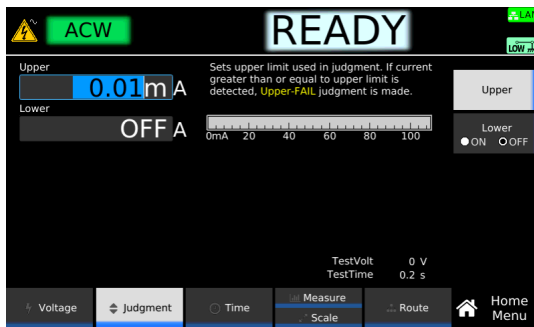 ACW
READY
LAN
LOW
Upper
0.01m A
Lower
OFF A
Sets upper limit used in judgment. If current
greater than or equal to upper limit is
detected, Upper-FAIL judgment is made.
0mA 20 40 60 80 100
Upper
Lower
ON OFF
TestVolt 0 V
TestTime 0.2 s
Voltage
Judgment
Time
Measure
Scale
Route
Home
Menu